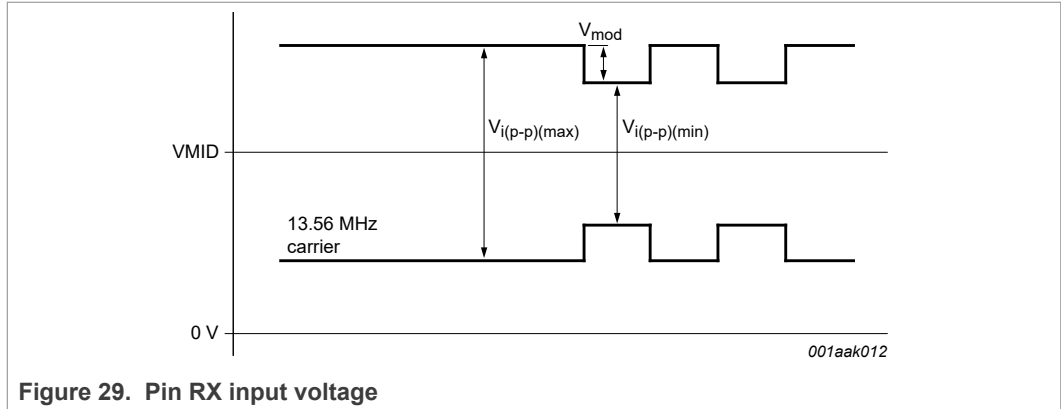 Vmod
Vi(p-p)(max)
Vi(p-p)(min)
VMID
13.56 MHz
carrier
0 V
001aak012
Figure 29. Pin RX input voltage